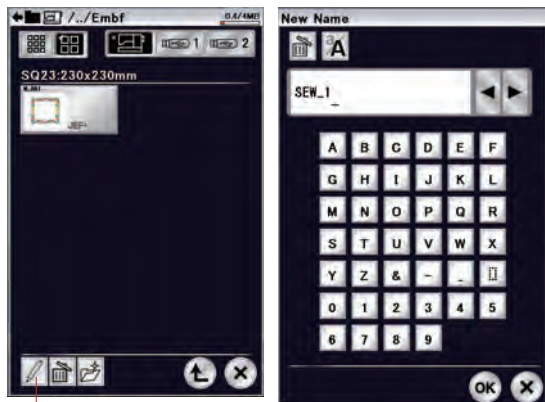 /../Embf
0.4/4MB
1
2
SQ23:230x230mm
JEF+
New Name
A
SEW_1_
A B C D E F
G H I J K L
M N O P Q R
S T U V W X
Y Z & - _
0 1 2 3 4 5
6 7 8 9
OK